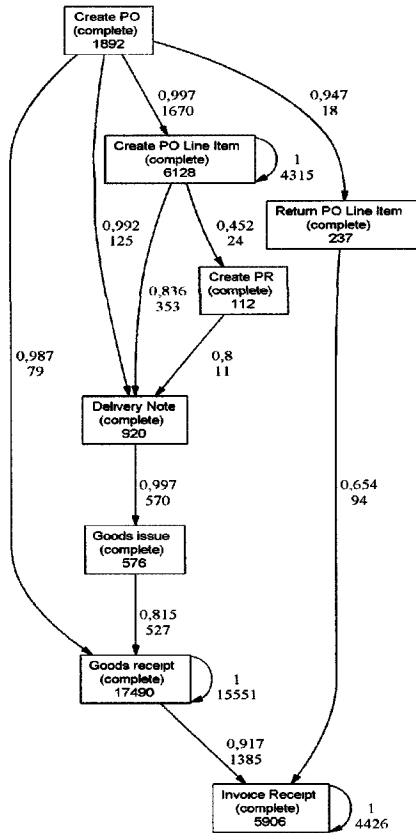 Create PO
(complete)
1892
0,997
1670
0,947
18
Create PO Line Item
(complete)
6128
1
4315
Return PO Line Item
(complete)
237
0,992
125
0,452
24
0,836
353
Create PR
(complete)
112
0,987
79
0,8
11
Delivery Note
(complete)
920
0,997
570
0,654
94
Goods issue
(complete)
576
0,815
527
Goods receipt
(complete)
17490
1
15551
0,917
1385
Invoice Receipt
(complete)
5906
1
4426